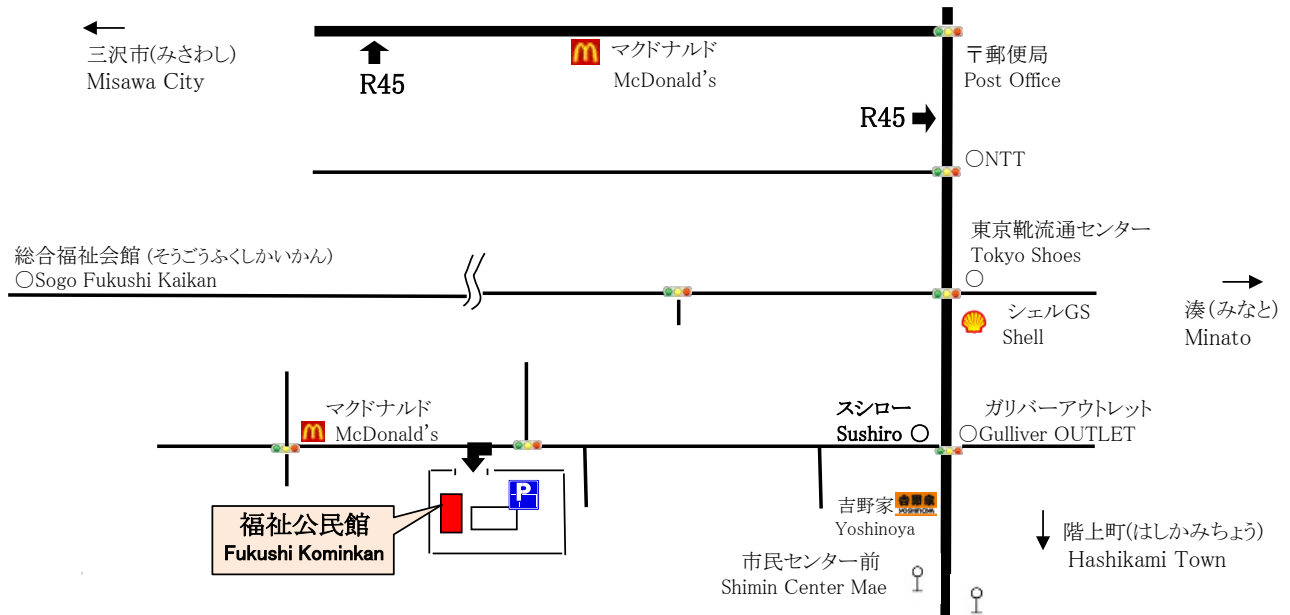 三沢市(みさわし)
Misawa City
R45
マクドナルド
McDonald's
〒郵便局
Post Office
R45
○NTT
東京靴流通センター
Tokyo Shoes
○
総合福祉会館 (そうごうふくしかいかん)
○Sogo Fukushi Kaikan
シェルGS
Shell
湊(みなと)
Minato
マクドナルド
McDonald's
スシロー
Sushiro ○
ガリバーアウトレット
○Gulliver OUTLET
P
福祉公民館
Fukushi Kominkan
吉野家
吉野家
YOSHINOYA
Yoshinoya
市民センター前
Shimin Center Mae
階上町(はしかみちょう)
Hashikami Town